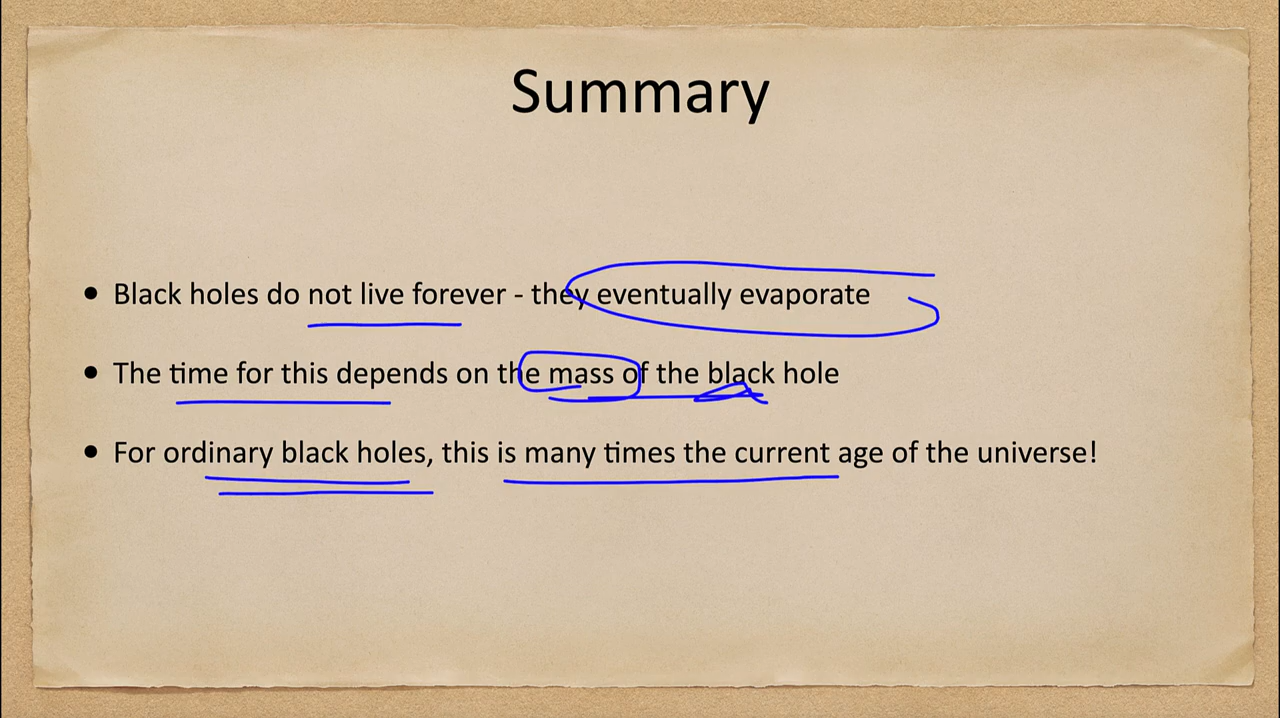 Summary
• Black holes do not live forever - they eventually evaporate
• The time for this depends on the mass of the black hole
• For ordinary black holes, this is many times the current age of the universe!